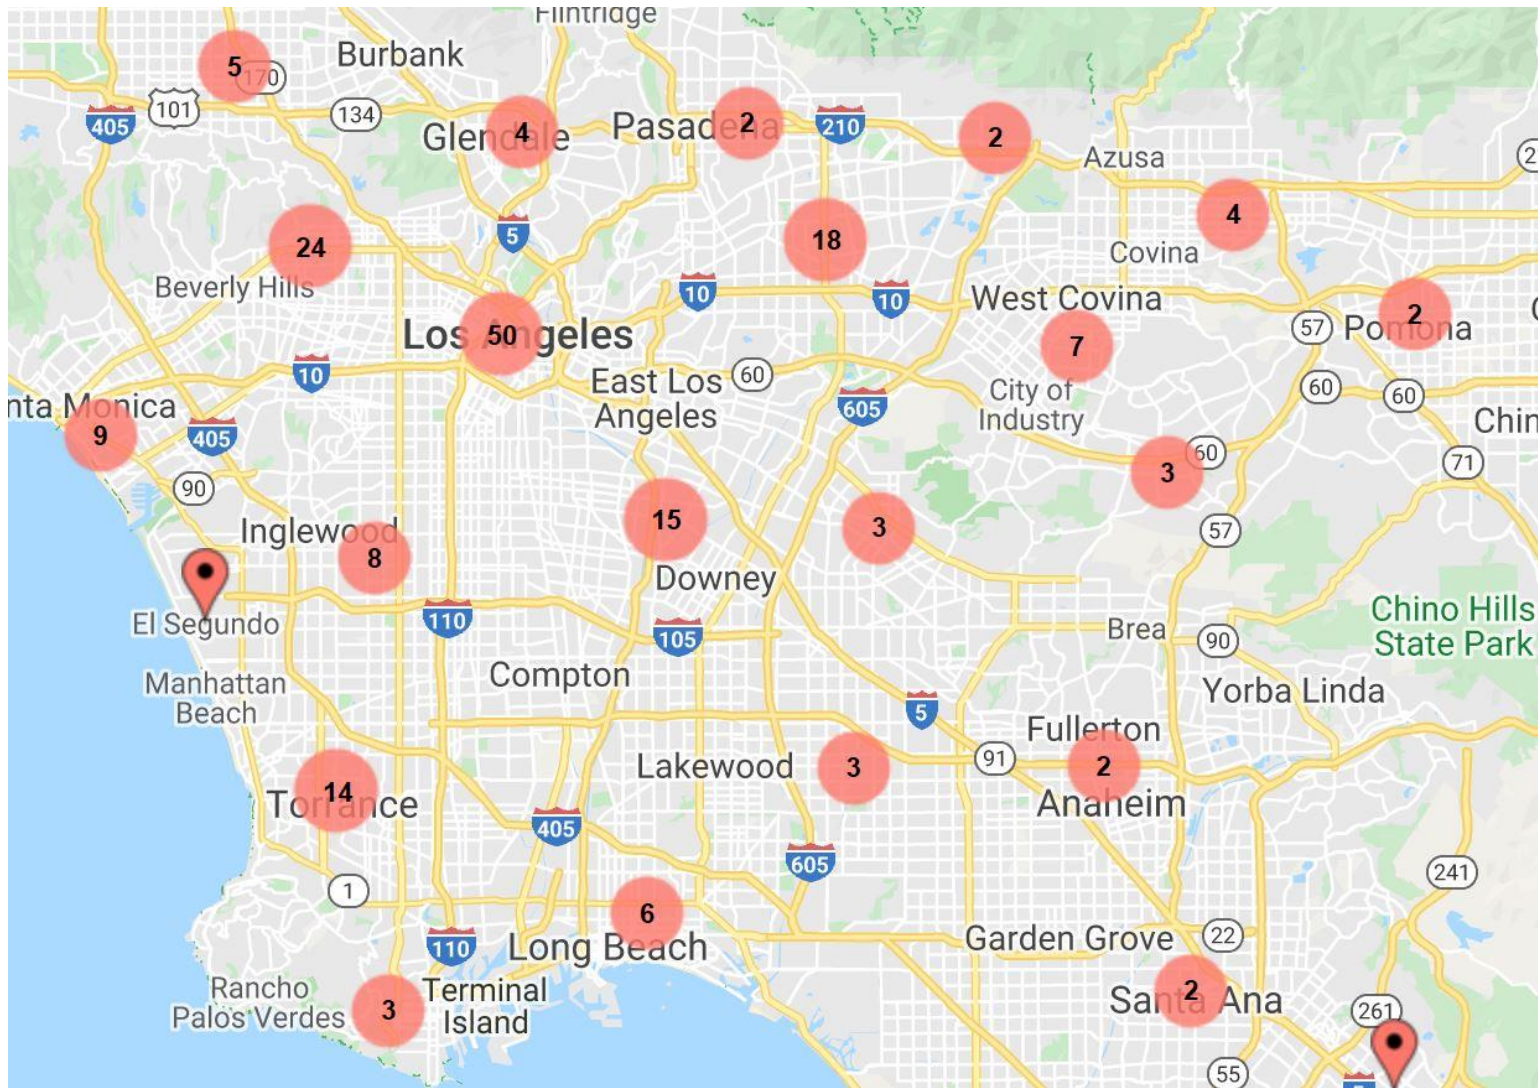 Flintridge
Burbank
5
170
101
134
405
Glendale
4
Pasadena
2
210
2
Azusa
2
24
5
18
4
Covina
Beverly Hills
10
10
West Covina
Los Angeles
50
57
Pomona
2
7
10
East Los
Angeles
60
City of
Industry
60
60
nta Monica
9
405
605
Chin
90
3
60
71
Inglewood
8
15
3
57
Downey
El Segundo
110
105
Brea
90
Chino Hills
State Park
Compton
Manhattan
Beach
5
Yorba Linda
Fullerton
Lakewood
3
91
2
Anaheim
14
Torrance
405
605
241
1
6
Long Beach
110
Garden Grove
22
Rancho
Palos Verdes
3
Terminal
Island
Santa Ana
2
261
55